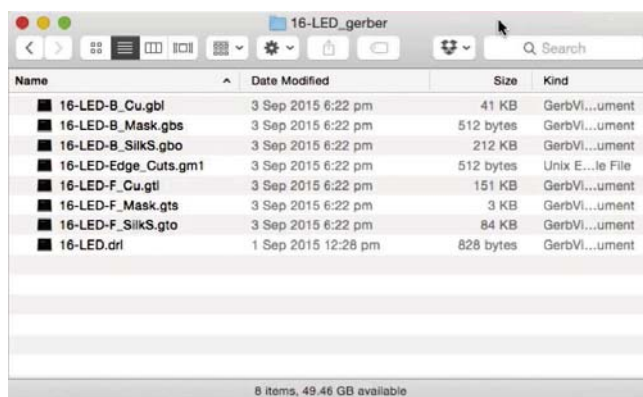 16-LED_gerber
Search
Name Date Modified Size Kind
16-LED-B_Cu.gbl 3 Sep 2015 6:22 pm 41 KB GerbVi...ument
16-LED-B_Mask.gbs 3 Sep 2015 6:22 pm 512 bytes GerbVi...ument
16-LED-B_SilkS.gbo 3 Sep 2015 6:22 pm 212 KB GerbVi...ument
16-LED-Edge_Cuts.gm1 3 Sep 2015 6:22 pm 512 bytes Unix E...le File
16-LED-F_Cu.gtl 3 Sep 2015 6:22 pm 151 KB GerbVi...ument
16-LED-F_Mask.gts 3 Sep 2015 6:22 pm 3 KB GerbVi...ument
16-LED-F_SilkS.gto 3 Sep 2015 6:22 pm 84 KB GerbVi...ument
16-LED.drl 1 Sep 2015 12:28 pm 828 bytes GerbVi...ument
8 items, 49.46 GB available